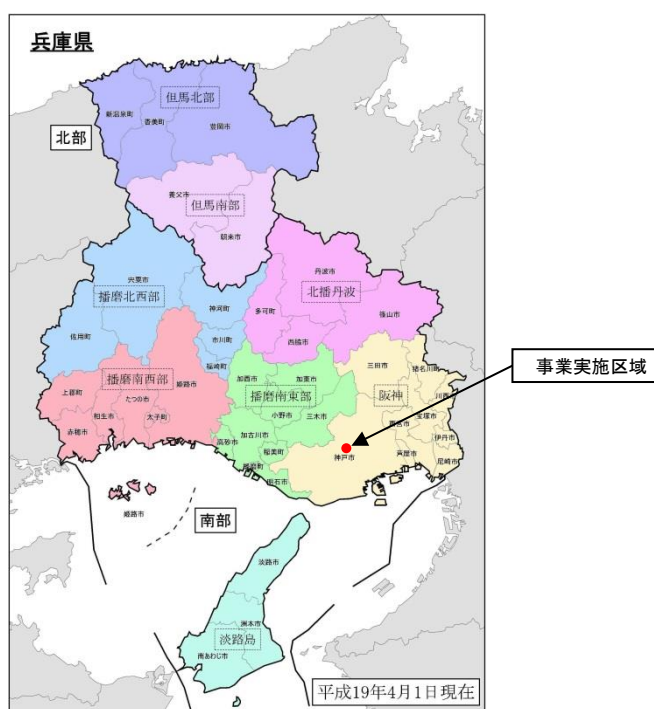 兵庫県
但馬北部
新温泉町
香美町
豊岡市
北部
養父市
但馬南部
朝来市
宍粟市
丹波市
播磨北西部
神河町
多可町
北播丹波
篠山市
佐用町
市川町
西脇市
福崎町
三田市
猪名川町
事業実施区域
上郡町
播磨南西部
姫路市
加西市
加東市
播磨南東部
阪神
川西市
たつの市
宝塚市
相生市
太子町
小野市
三木市
西宮市
伊丹市
赤穂市
加古川市
高砂市
稲美町
神戸市
芦屋市
尼崎市
播磨町
明石市
姫路市
南部
淡路市
洲本市
淡路島
南あわじ市
平成19年4月1日現在